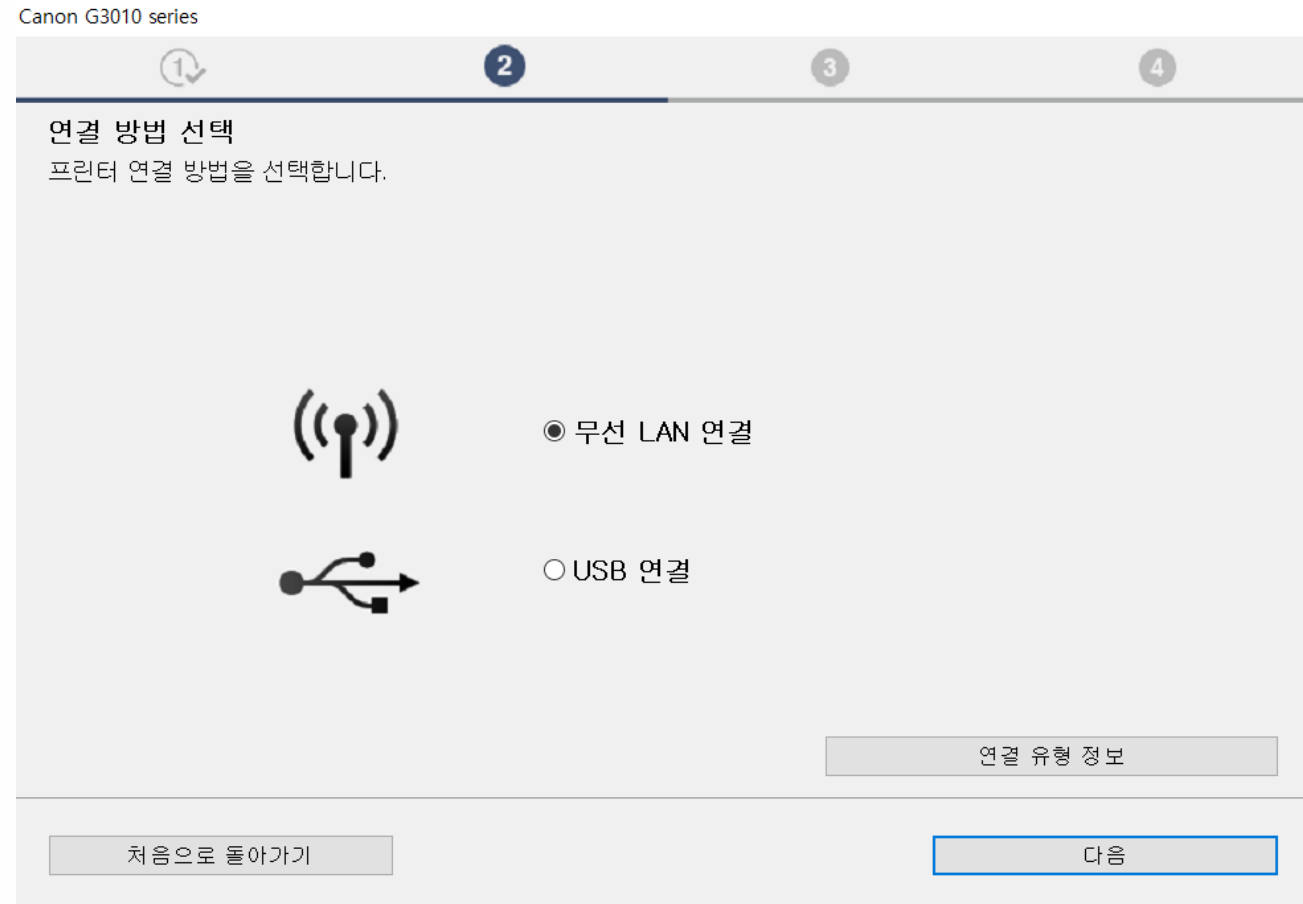 Canon G3010 series
1 2 3 4
연결 방법 선택
프린터 연결 방법을 선택합니다.
무선 LAN 연결
USB 연결
연결 유형 정보
처음으로 돌아가기 다음